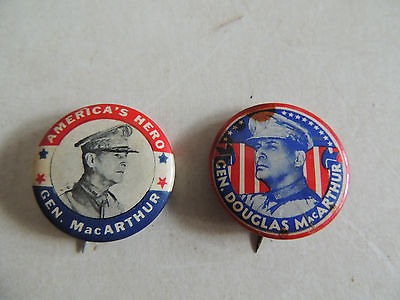 AMERICA'S HERO
GEN. MacARTHUR
GEN. DOUGLAS MacARTHUR